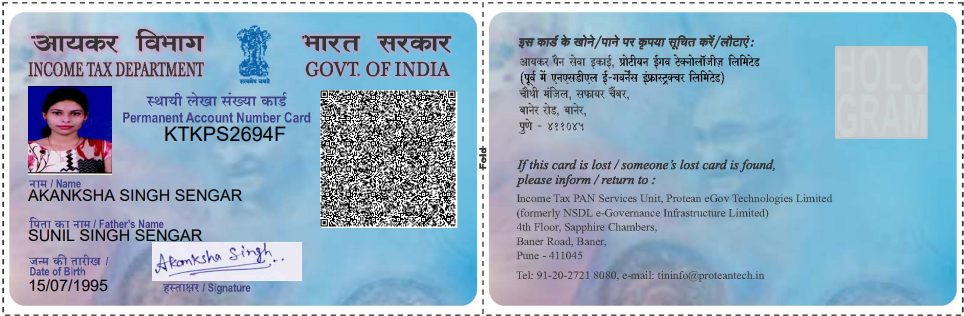 आयकर विभाग
INCOME TAX DEPARTMENT
सत्यमेव जयते
भारत सरकार
GOVT. OF INDIA
स्थायी लेखा संख्या कार्ड
Permanent Account Number Card
KTKPS2694F
नाम / Name
AKANKSHA SINGH SENGAR
पिता का नाम / Father's Name
SUNIL SINGH SENGAR
जन्म की तारीख /
Date of Birth
15/07/1995
Akanksha Singh
हस्ताक्षर / Signature
Fold
इस कार्ड के खोने/पाने पर कृपया सूचित करें/लौटाएं :
आयकर पैन सेवा इकाई, प्रोटीयन ईगव टेक्नोलॉजीज़ लिमिटेड
(पूर्व में एनएसडीएल ई-गवर्नेंस इंफ्रास्ट्रक्चर लिमिटेड)
चौथी मंजिल, सफायर चैंबर,
बानेर रोड, बानेर,
पुणे - ४११०४५
HOLOGRAM
If this card is lost / someone's lost card is found,
please inform / return to :
Income Tax PAN Services Unit, Protean eGov Technologies Limited
(formerly NSDL e-Governance Infrastructure Limited)
4th Floor, Sapphire Chambers,
Baner Road, Baner,
Pune - 411045
Tel: 91-20-2721 8080, e-mail: tininfo@proteantech.in